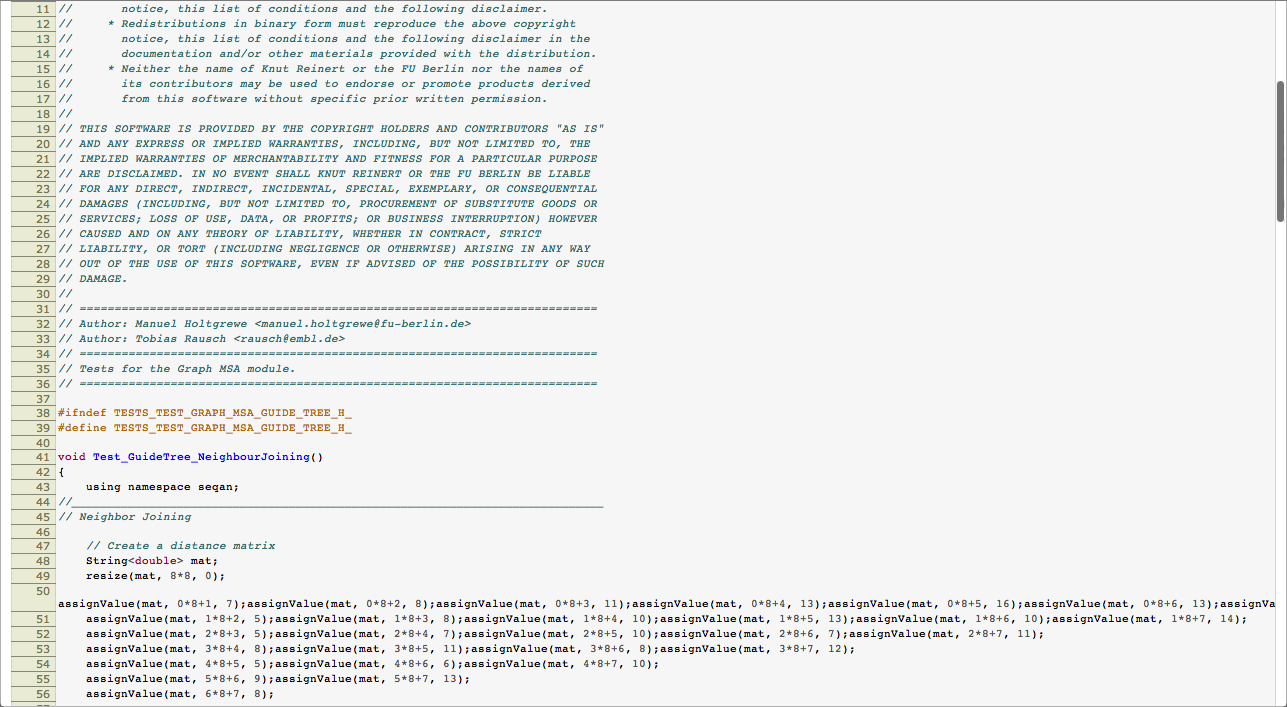 11 //       notice, this list of conditions and the following disclaimer.
12 //     * Redistributions in binary form must reproduce the above copyright
13 //       notice, this list of conditions and the following disclaimer in the
14 //       documentation and/or other materials provided with the distribution.
15 //     * Neither the name of Knut Reinert or the FU Berlin nor the names of
16 //       its contributors may be used to endorse or promote products derived
17 //       from this software without specific prior written permission.
18 //
19 // THIS SOFTWARE IS PROVIDED BY THE COPYRIGHT HOLDERS AND CONTRIBUTORS "AS IS"
20 // AND ANY EXPRESS OR IMPLIED WARRANTIES, INCLUDING, BUT NOT LIMITED TO, THE
21 // IMPLIED WARRANTIES OF MERCHANTABILITY AND FITNESS FOR A PARTICULAR PURPOSE
22 // ARE DISCLAIMED. IN NO EVENT SHALL KNUT REINERT OR THE FU BERLIN BE LIABLE
23 // FOR ANY DIRECT, INDIRECT, INCIDENTAL, SPECIAL, EXEMPLARY, OR CONSEQUENTIAL
24 // DAMAGES (INCLUDING, BUT NOT LIMITED TO, PROCUREMENT OF SUBSTITUTE GOODS OR
25 // SERVICES; LOSS OF USE, DATA, OR PROFITS; OR BUSINESS INTERRUPTION) HOWEVER
26 // CAUSED AND ON ANY THEORY OF LIABILITY, WHETHER IN CONTRACT, STRICT
27 // LIABILITY, OR TORT (INCLUDING NEGLIGENCE OR OTHERWISE) ARISING IN ANY WAY
28 // OUT OF THE USE OF THIS SOFTWARE, EVEN IF ADVISED OF THE POSSIBILITY OF SUCH
29 // DAMAGE.
30 //
31 // ==========================================================================
32 // Author: Manuel Holtgrewe <manuel.holtgrewe@fu-berlin.de>
33 // Author: Tobias Rausch <rausch@embl.de>
34 // ==========================================================================
35 // Tests for the Graph MSA module.
36 // ==========================================================================
37
38 #ifndef TESTS_TEST_GRAPH_MSA_GUIDE_TREE_H_
39 #define TESTS_TEST_GRAPH_MSA_GUIDE_TREE_H_
40
41 void Test_GuideTree_NeighbourJoining()
42 {
43     using namespace seqan;
44 //____________________________________________________________________________
45 // Neighbor Joining
46
47     // Create a distance matrix
48     String<double> mat;
49     resize(mat, 8*8, 0);
50
assignValue(mat, 0*8+1, 7);assignValue(mat, 0*8+2, 8);assignValue(mat, 0*8+3, 11);assignValue(mat, 0*8+4, 13);assignValue(mat, 0*8+5, 16);assignValue(mat, 0*8+6, 13);assignVa
51     assignValue(mat, 1*8+2, 5);assignValue(mat, 1*8+3, 8);assignValue(mat, 1*8+4, 10);assignValue(mat, 1*8+5, 13);assignValue(mat, 1*8+6, 10);assignValue(mat, 1*8+7, 14);
52     assignValue(mat, 2*8+3, 5);assignValue(mat, 2*8+4, 7);assignValue(mat, 2*8+5, 10);assignValue(mat, 2*8+6, 7);assignValue(mat, 2*8+7, 11);
53     assignValue(mat, 3*8+4, 8);assignValue(mat, 3*8+5, 11);assignValue(mat, 3*8+6, 8);assignValue(mat, 3*8+7, 12);
54     assignValue(mat, 4*8+5, 5);assignValue(mat, 4*8+6, 6);assignValue(mat, 4*8+7, 10);
55     assignValue(mat, 5*8+6, 9);assignValue(mat, 5*8+7, 13);
56     assignValue(mat, 6*8+7, 8);